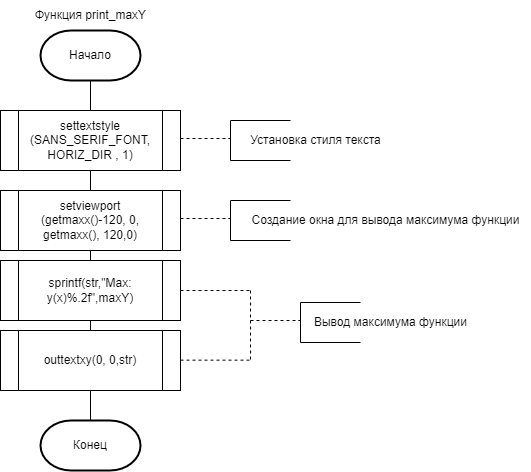 Функция print_maxY
Начало
settextstyle
(SANS_SERIF_FONT,
HORIZ_DIR , 1)
Установка стиля текста
setviewport
(getmaxx()-120, 0,
getmaxx(), 120,0)
Создание окна для вывода максимума функции
sprintf(str,"Max:
y(x)%.2f",maxY)
Вывод максимума функции
outtextxy(0, 0,str)
Конец